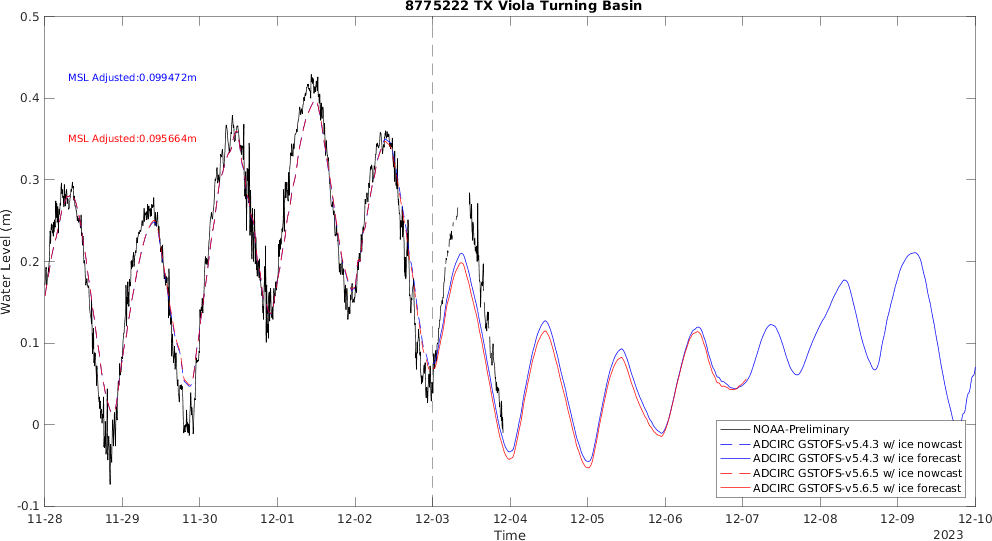 8775222 TX Viola Turning Basin
0.5
0.4
0.3
0.2
0.1
0
-0.1
Water Level (m)
MSL Adjusted:0.099472m
MSL Adjusted:0.095664m
NOAA-Preliminary
ADCIRC GSTOFS-v5.4.3 w/ ice nowcast
ADCIRC GSTOFS-v5.4.3 w/ ice forecast
ADCIRC GSTOFS-v5.6.5 w/ ice nowcast
ADCIRC GSTOFS-v5.6.5 w/ ice forecast
11-28 11-29 11-30 12-01 12-02 12-03 12-04 12-05 12-06 12-07 12-08 12-09 12-10
Time
2023